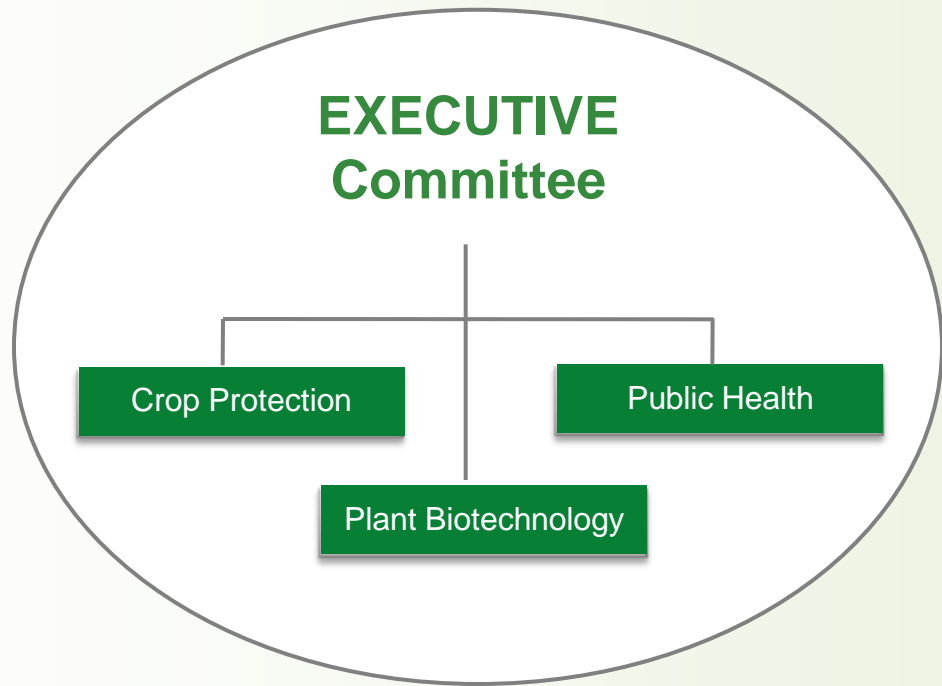 EXECUTIVE
Committee
Crop Protection
Public Health
Plant Biotechnology